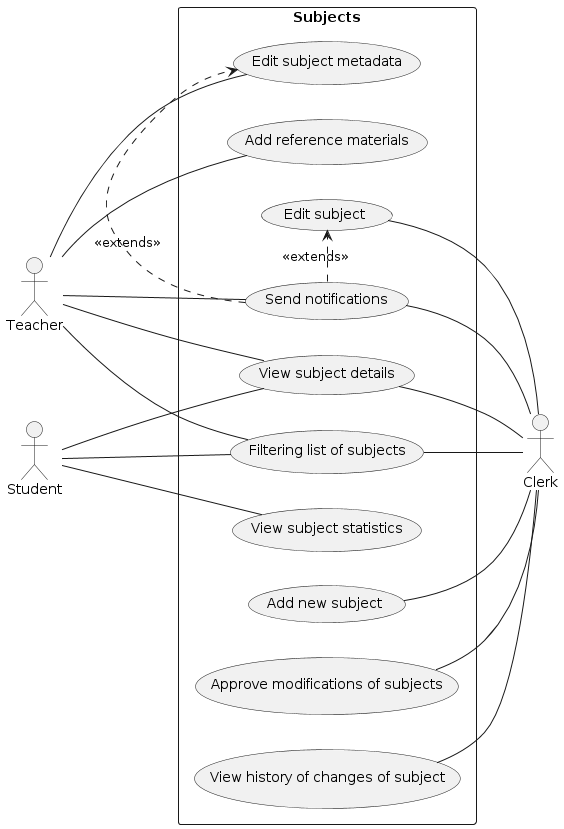 Subjects
Edit subject metadata
Add reference materials
Edit subject
«extends»
«extends»
Send notifications
Teacher
View subject details
Filtering list of subjects
Student
Clerk
View subject statistics
Add new subject
Approve modifications of subjects
View history of changes of subject